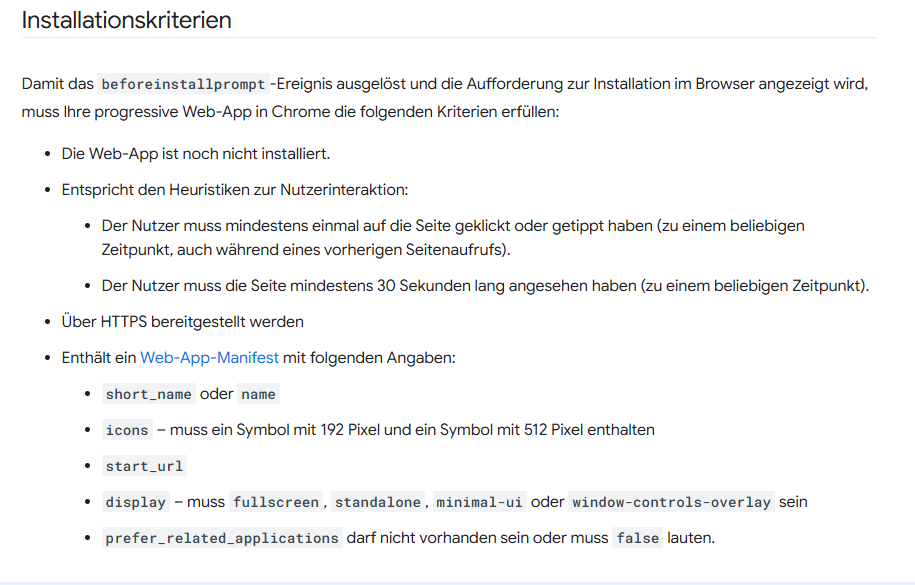 Installationskriterien
Damit das beforeinstallprompt-Ereignis ausgelöst und die Aufforderung zur Installation im Browser angezeigt wird,
muss Ihre progressive Web-App in Chrome die folgenden Kriterien erfüllen:
• Die Web-App ist noch nicht installiert.
• Entspricht den Heuristiken zur Nutzerinteraktion:
• Der Nutzer muss mindestens einmal auf die Seite geklickt oder getippt haben (zu einem beliebigen
Zeitpunkt, auch während eines vorherigen Seitenaufrufs).
• Der Nutzer muss die Seite mindestens 30 Sekunden lang angesehen haben (zu einem beliebigen Zeitpunkt).
• Über HTTPS bereitgestellt werden
• Enthält ein Web-App-Manifest mit folgenden Angaben:
• short_name oder name
• icons – muss ein Symbol mit 192 Pixel und ein Symbol mit 512 Pixel enthalten
• start_url
• display – muss fullscreen, standalone, minimal-ui oder window-controls-overlay sein
• prefer_related_applications darf nicht vorhanden sein oder muss false lauten.